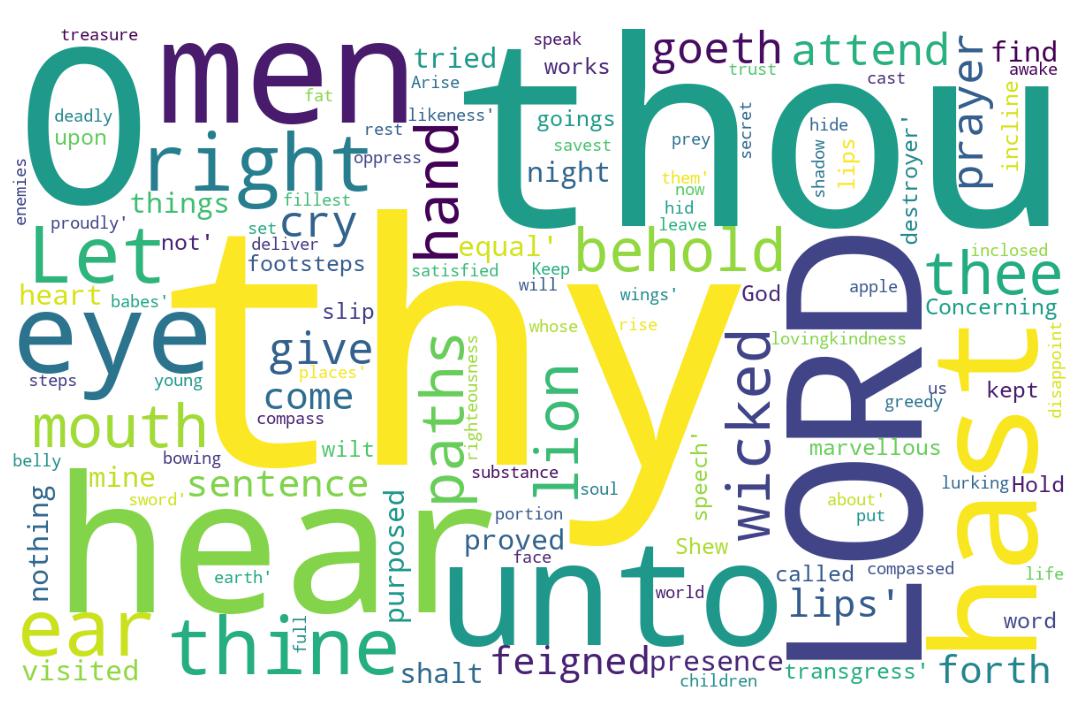 treasure
O
men
tried
speak
works
goeth
attend
find
thou
trust
cast
awake
Arise
fat
deadly
upon
likeness'
rest
goings
secret
prayer
incline
hide
shadow
lips
destroyer'
right
oppress
hand
savest
prey
night
them'
now
hid
leave
enemies
things
fillest
proudly'
set
cry
deliver
footsteps
Let
not'
equal'
behold
satisfied
Keep
will
inclosed
thee
heart
babes'
thy
wings'
God
LORD
apple
Concerning
eye
slip
whose
rise
lovingkindness
hast
disappoint
give
places'
paths
righteousness
lion
wicked
steps
young
come
us
kept
greedy
compass
mouth
wilt
marvellous
belly
bowing
substance
soul
speech'
mine
sword'
sentence
lurking
Hold
about'
put
nothing
hear
purposed
portion
proved
Shew
face
unto
earth'
world
called
compassed
life
lips'
word
ear
thine
full
visited
shalt
feigned
presence
children
transgress'
forth